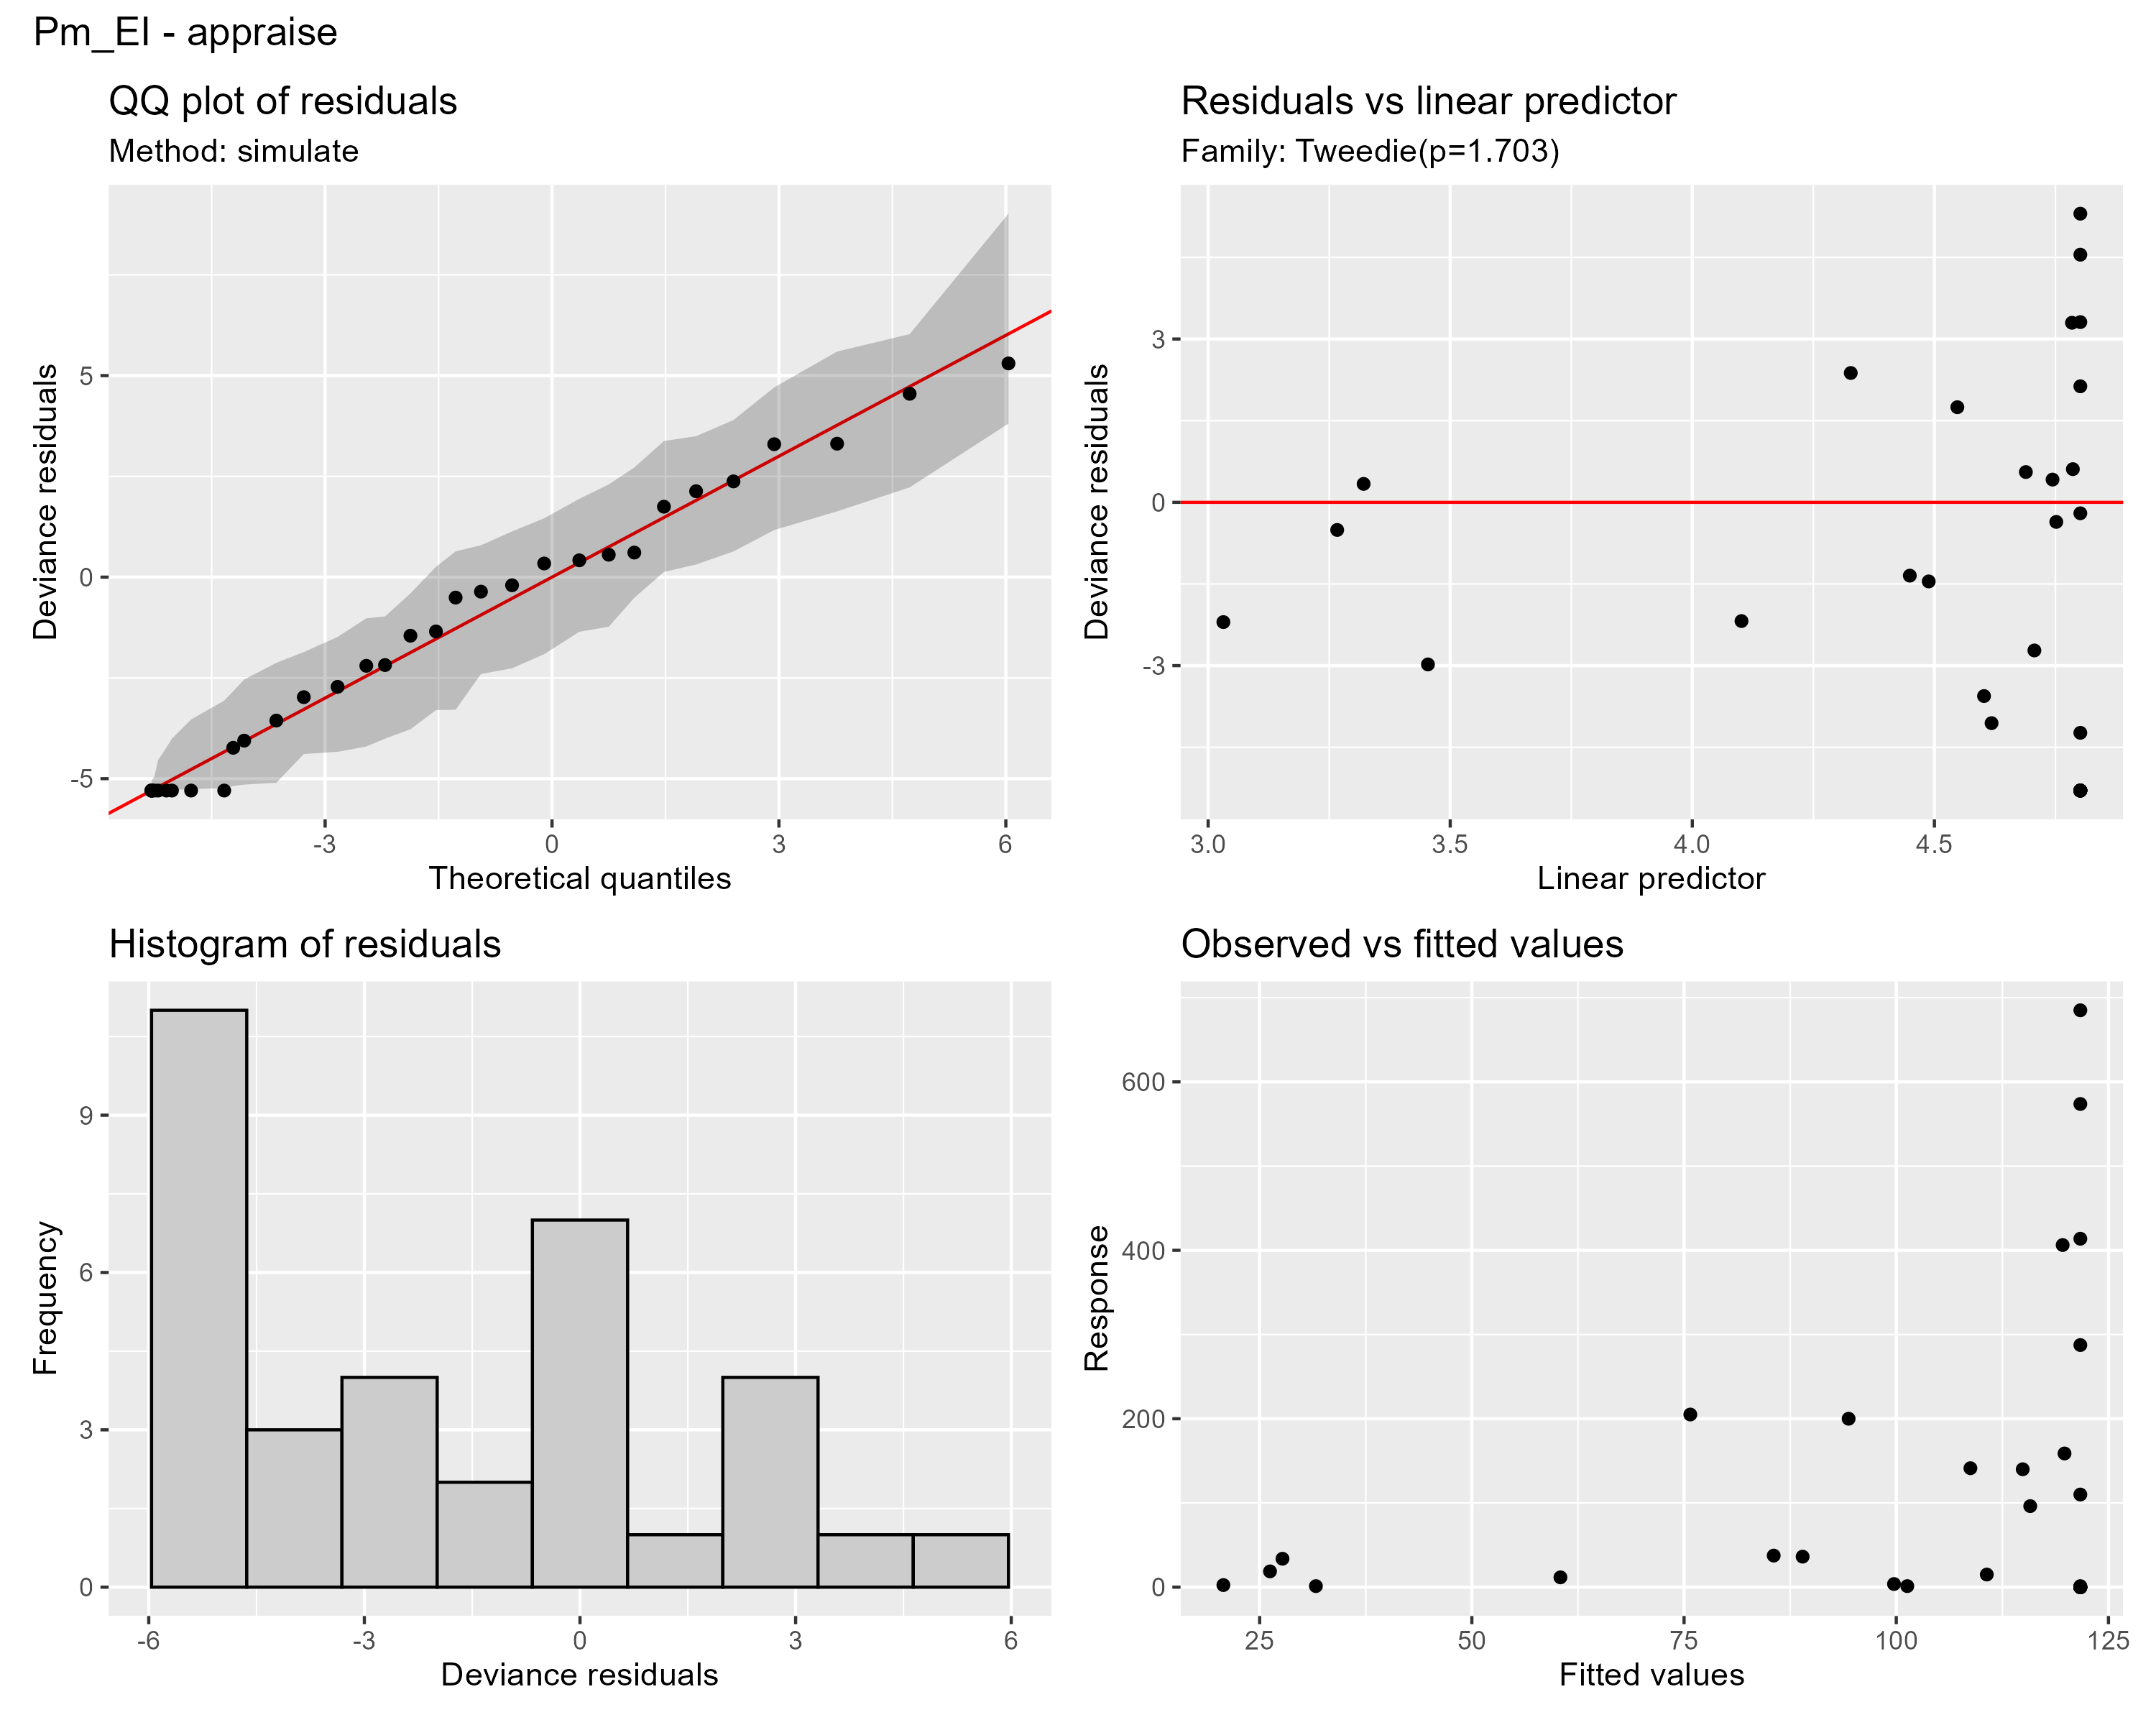 Pm_EI - appraise
QQ plot of residuals
Method: simulate
Deviance residuals
5
0
-5
-3
0
3
6
Theoretical quantiles
Residuals vs linear predictor
Family: Tweedie(p=1.703)
Deviance residuals
3
0
-3
3.0
3.5
4.0
4.5
Linear predictor
Histogram of residuals
Frequency
9
6
3
0
-6
-3
0
3
6
Deviance residuals
Observed vs fitted values
Response
600
400
200
0
25
50
75
100
125
Fitted values